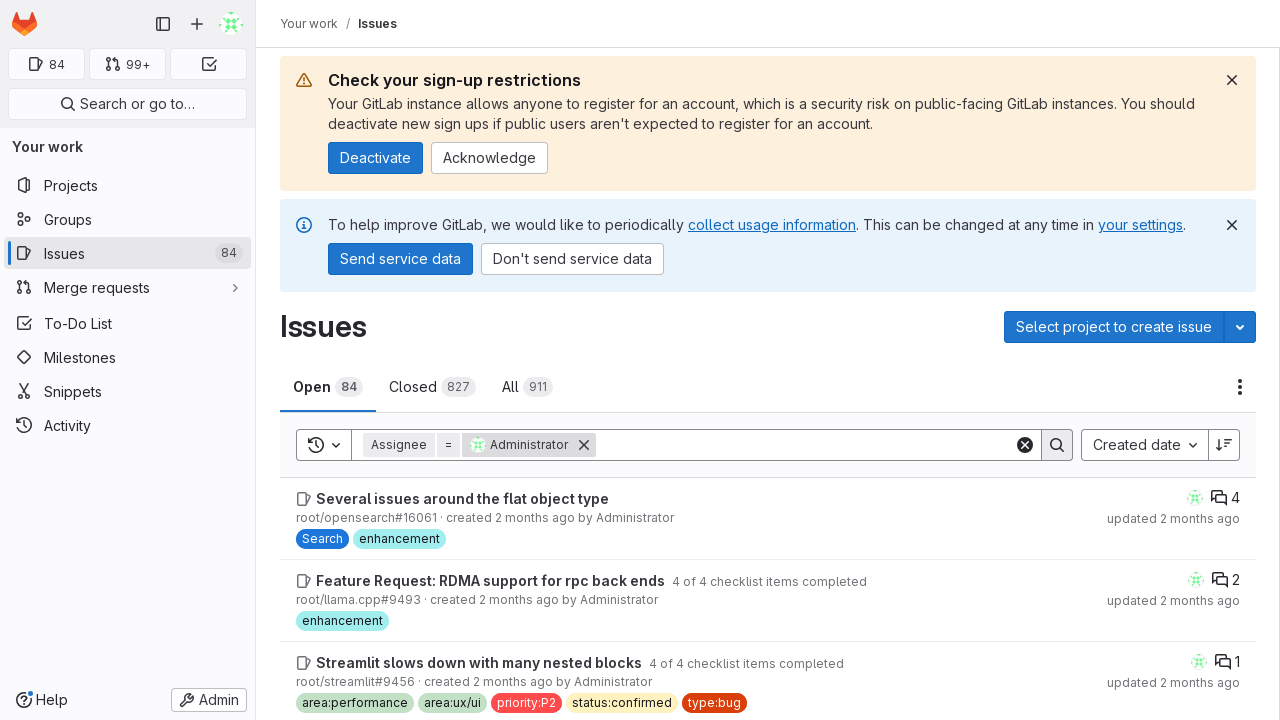 Your work / Issues
84
99+
Search or go to…
Your work
Projects
Groups
Issues 84
Merge requests
To-Do List
Milestones
Snippets
Activity
Help
Admin
Check your sign-up restrictions
Your GitLab instance allows anyone to register for an account, which is a security risk on public-facing GitLab instances. You should
deactivate new sign ups if public users aren't expected to register for an account.
Deactivate Acknowledge
To help improve GitLab, we would like to periodically collect usage information. This can be changed at any time in your settings.
Send service data Don't send service data
Issues
Select project to create issue
Open 84 Closed 827 All 911
Assignee = Administrator
Created date
Several issues around the flat object type
4
root/opensearch#16061 · created 2 months ago by Administrator
updated 2 months ago
Search enhancement
Feature Request: RDMA support for rpc back ends 4 of 4 checklist items completed
2
root/llama.cpp#9493 · created 2 months ago by Administrator
updated 2 months ago
enhancement
Streamlit slows down with many nested blocks 4 of 4 checklist items completed
1
root/streamlit#9456 · created 2 months ago by Administrator
updated 2 months ago
area:performance area:ux/ui priority:P2 status:confirmed type:bug